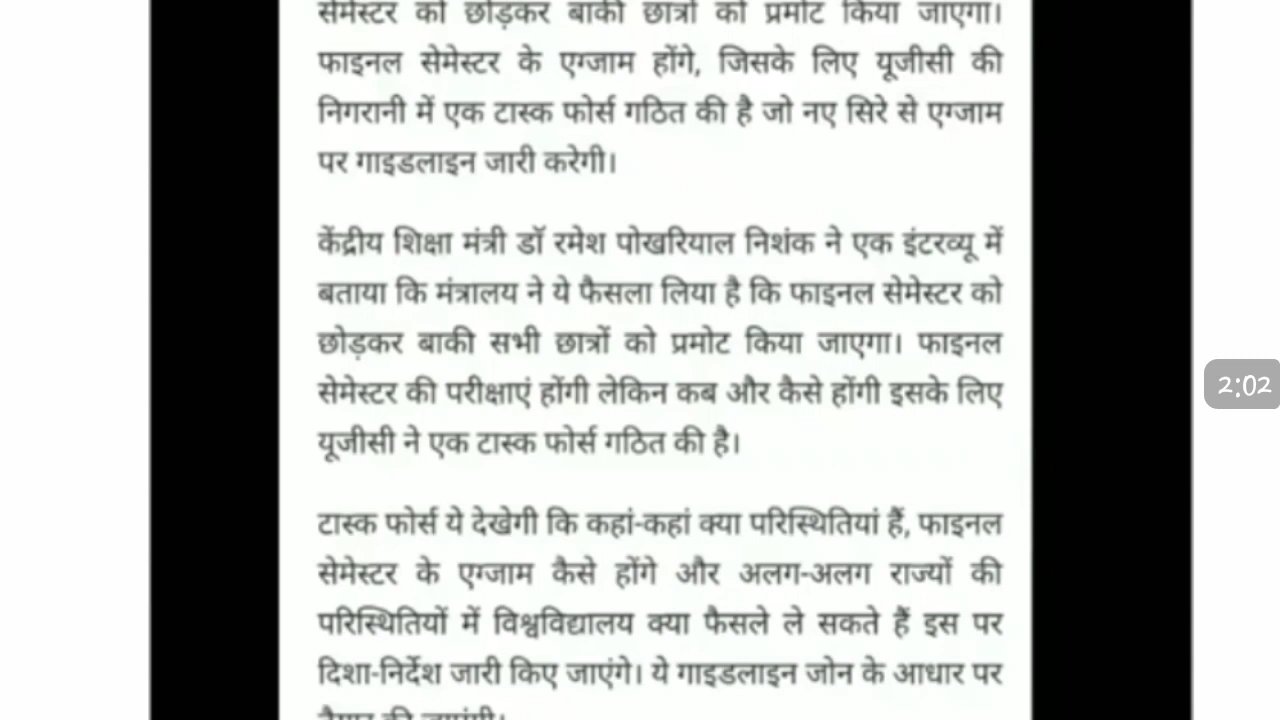 सेमेस्टर को छोड़कर बाकी छात्रों को प्रमोट किया जाएगा।
फाइनल सेमेस्टर के एग्जाम होंगे, जिसके लिए यूजीसी की
निगरानी में एक टास्क फोर्स गठित की है जो नए सिरे से एग्जाम
पर गाइडलाइन जारी करेगी।
केंद्रीय शिक्षा मंत्री डॉ रमेश पोखरियाल निशंक ने एक इंटरव्यू में
बताया कि मंत्रालय ने ये फैसला लिया है कि फाइनल सेमेस्टर को
छोड़कर बाकी सभी छात्रों को प्रमोट किया जाएगा। फाइनल
सेमेस्टर की परीक्षाएं होंगी लेकिन कब और कैसे होंगी इसके लिए
यूजीसी ने एक टास्क फोर्स गठित की है।
टास्क फोर्स ये देखेगी कि कहां-कहां क्या परिस्थितियां हैं, फाइनल
सेमेस्टर के एग्जाम कैसे होंगे और अलग-अलग राज्यों की
परिस्थितियों में विश्वविद्यालय क्या फैसले ले सकते हैं इस पर
दिशा-निर्देश जारी किए जाएंगे। ये गाइडलाइन जोन के आधार पर
2:02